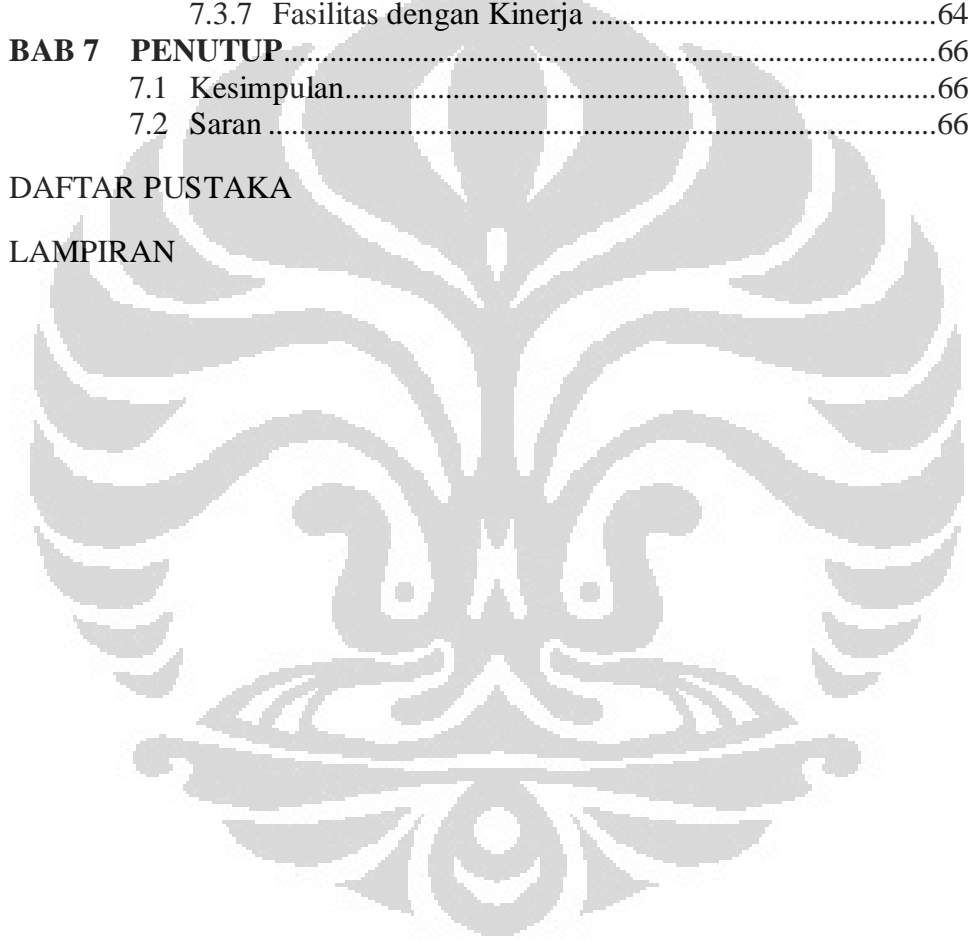 7.3.7 Fasilitas dengan Kinerja ............................................64
BAB 7 PENUTUP....................................................................................66
7.1 Kesimpulan............................................................................66
7.2 Saran .....................................................................................66
DAFTAR PUSTAKA
LAMPIRAN